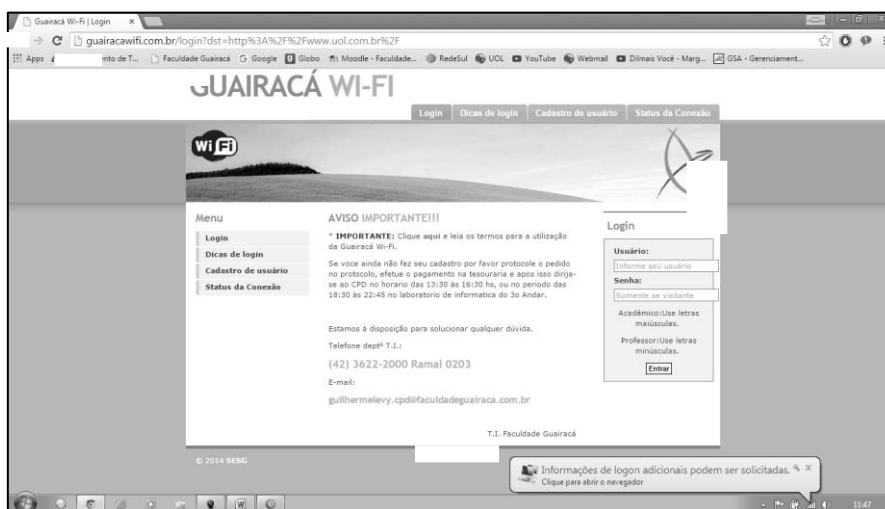 Guairacá Wi-Fi | Login
guairacawifi.com.br/login?dst=http%3A%2F%2Fwww.uol.com.br%2F
Apps
nto de T...
Faculdade Guairacá
Google
Globo
Moodle - Faculdade...
RedeSul
UOL
YouTube
Webmail
Dilmais Você - Marg...
GSA - Gerenciament...
GUAIRACÁ WI-FI
Login
Dicas de login
Cadastro de usuário
Status da Conexão
Wi Fi
Menu
Login
Dicas de login
Cadastro de usuário
Status da Conexão
AVISO IMPORTANTE!!!
* IMPORTANTE: Clique aqui e leia os termos para a utilização
da Guairacá Wi-Fi.
Se voce ainda não fez seu cadastro por favor protocole o pedido
no protocolo, efetue o pagamento na tesouraria e apos isso dirija-
se ao CPD no horario das 13:30 às 16:30 hs, ou no periodo das
18:30 às 22:45 no laboratorio de informatica do 3o Andar.
Estamos à disposição para solucionar qualquer dúvida.
Telefone deptº T.I.:
(42) 3622-2000 Ramal 0203
E-mail:
guilhermelevy.cpd@faculdadeguairaca.com.br
T.I. Faculdade Guairacá
Login
Usuário:
Informe seu usuário
Senha:
Somente se visitante
Acadêmico:Use letras
maiúsculas.
Professor:Use letras
minúsculas.
Entrar
© 2014 SESG
Informações de logon adicionais podem ser solicitadas.
Clique para abrir o navegador
11:47